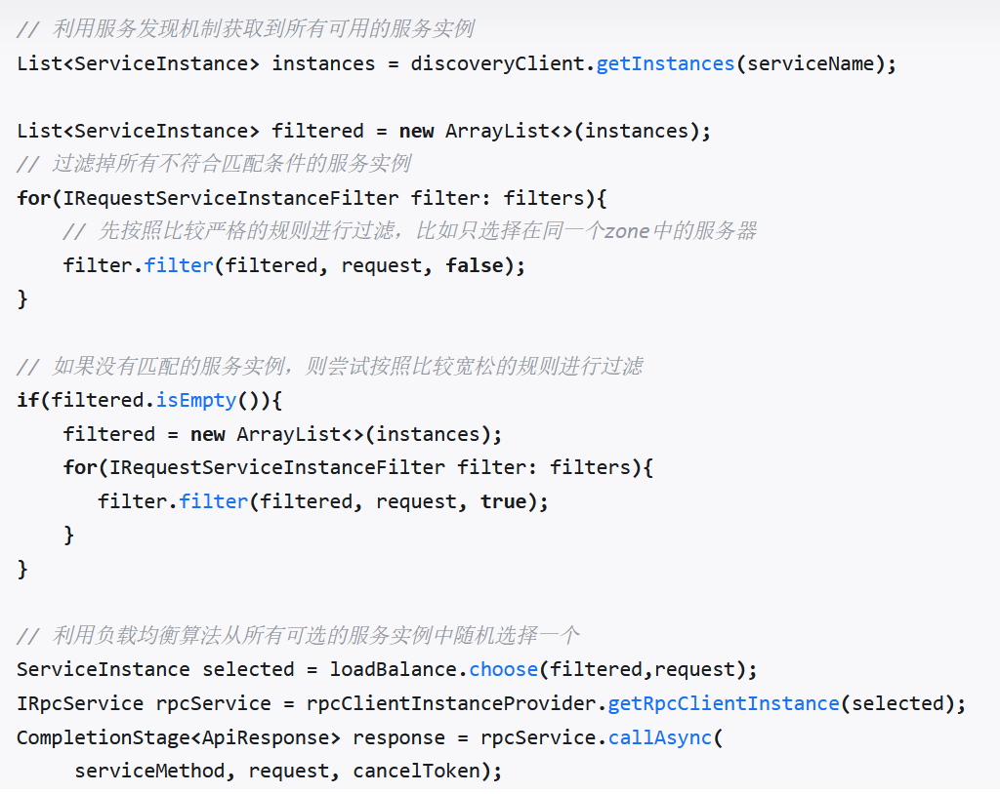 // 利用服务发现机制获取到所有可用的服务实例
List<ServiceInstance> instances = discoveryClient.getInstances(serviceName);

List<ServiceInstance> filtered = new ArrayList<>(instances);
// 过滤掉所有不符合匹配条件的服务实例
for(IRequestServiceInstanceFilter filter: filters){
    // 先按照比较严格的规则进行过滤，比如只选择在同一个zone中的服务器
    filter.filter(filtered, request, false);
}

// 如果没有匹配的服务实例，则尝试按照比较宽松的规则进行过滤
if(filtered.isEmpty()){
    filtered = new ArrayList<>(instances);
    for(IRequestServiceInstanceFilter filter: filters){
       filter.filter(filtered, request, true);
    }
}

// 利用负载均衡算法从所有可选的服务实例中随机选择一个
ServiceInstance selected = loadBalance.choose(filtered,request);
IRpcService rpcService = rpcClientInstanceProvider.getRpcClientInstance(selected);
CompletionStage<ApiResponse> response = rpcService.callAsync(
     serviceMethod, request, cancelToken);